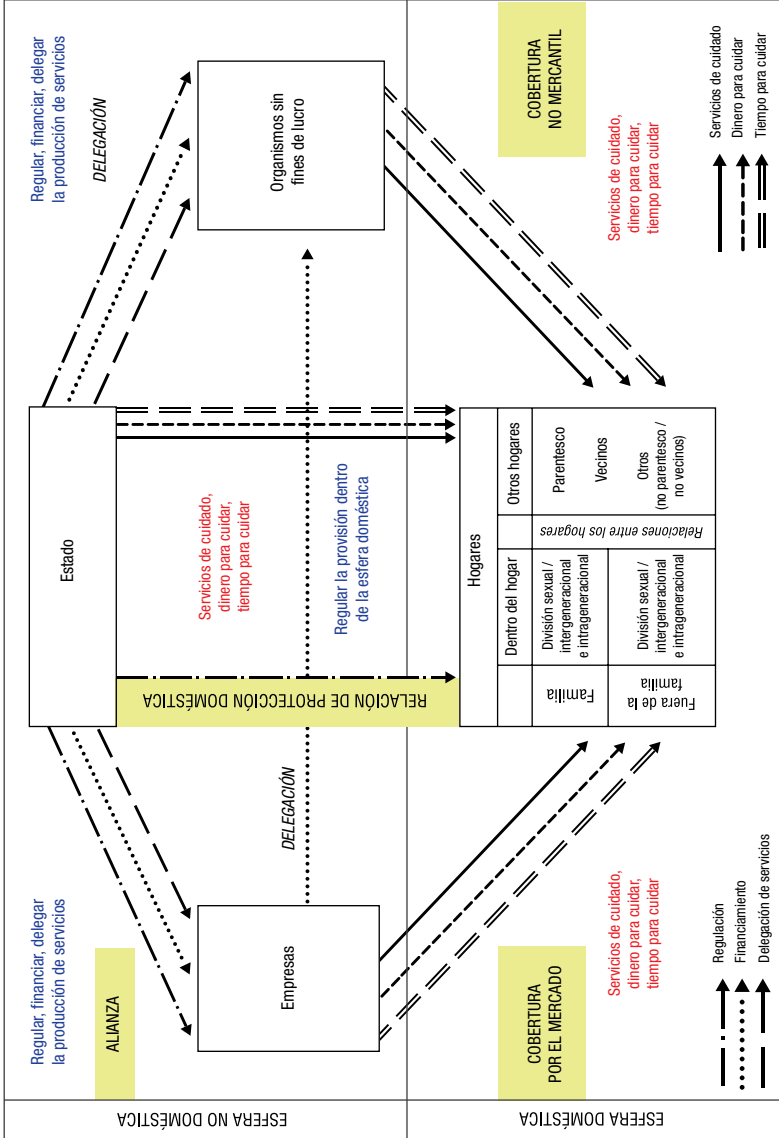 ESFERA NO DOMÉSTICA
ESFERA DOMÉSTICA
Regular, financiar, delegar
la producción de servicios
ALIANZA
Estado
Regular, financiar, delegar
la producción de servicios
DELEGACIÓN
Empresas
Organismos sin
fines de lucro
RELACIÓN DE PROTECCIÓN DOMÉSTICA
Servicios de cuidado,
dinero para cuidar,
tiempo para cuidar
DELEGACIÓN
Regular la provisión dentro
de la esfera doméstica
COBERTURA
POR EL MERCADO
Servicios de cuidado,
dinero para cuidar,
tiempo para cuidar
Hogares
Dentro del hogar
Otros hogares
Familia
División sexual /
intergeneracional
e intrageneracional
Relaciones entre los hogares
Parentesco
Vecinos
Fuera de la
familia
División sexual /
intergeneracional
e intrageneracional
Otros
(no parentesco /
no vecinos)
COBERTURA
NO MERCANTIL
Servicios de cuidado,
dinero para cuidar,
tiempo para cuidar
Regulación
Financiamiento
Delegación de servicios
Servicios de cuidado
Dinero para cuidar
Tiempo para cuidar